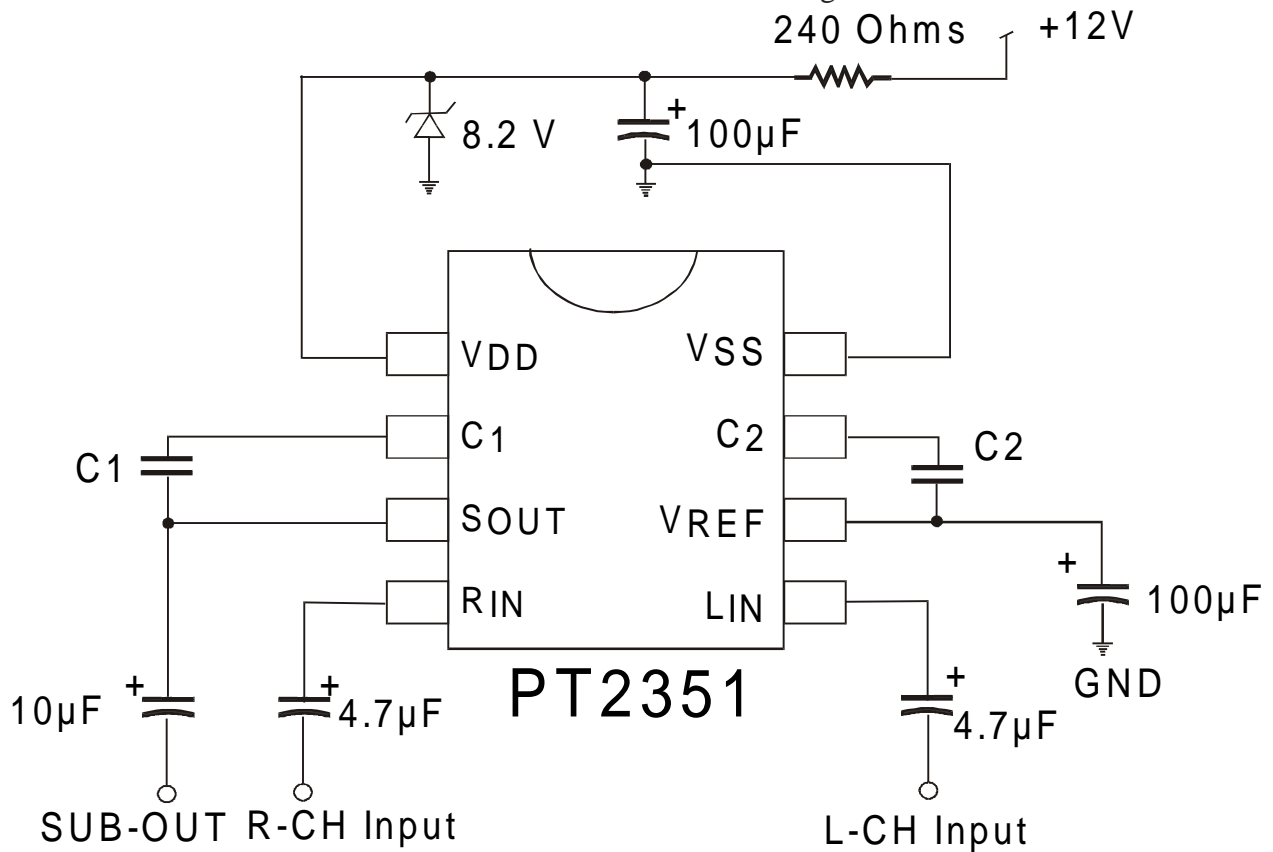 240 Ohms +12V
8.2 V
+
100µF
VDD
VSS
C1
C1
C2
C2
SOUT
VREF
RIN
LIN
+
100µF
GND
PT2351
+
10µF
+
4.7µF
+
4.7µF
SUB-OUT
R-CH Input
L-CH Input